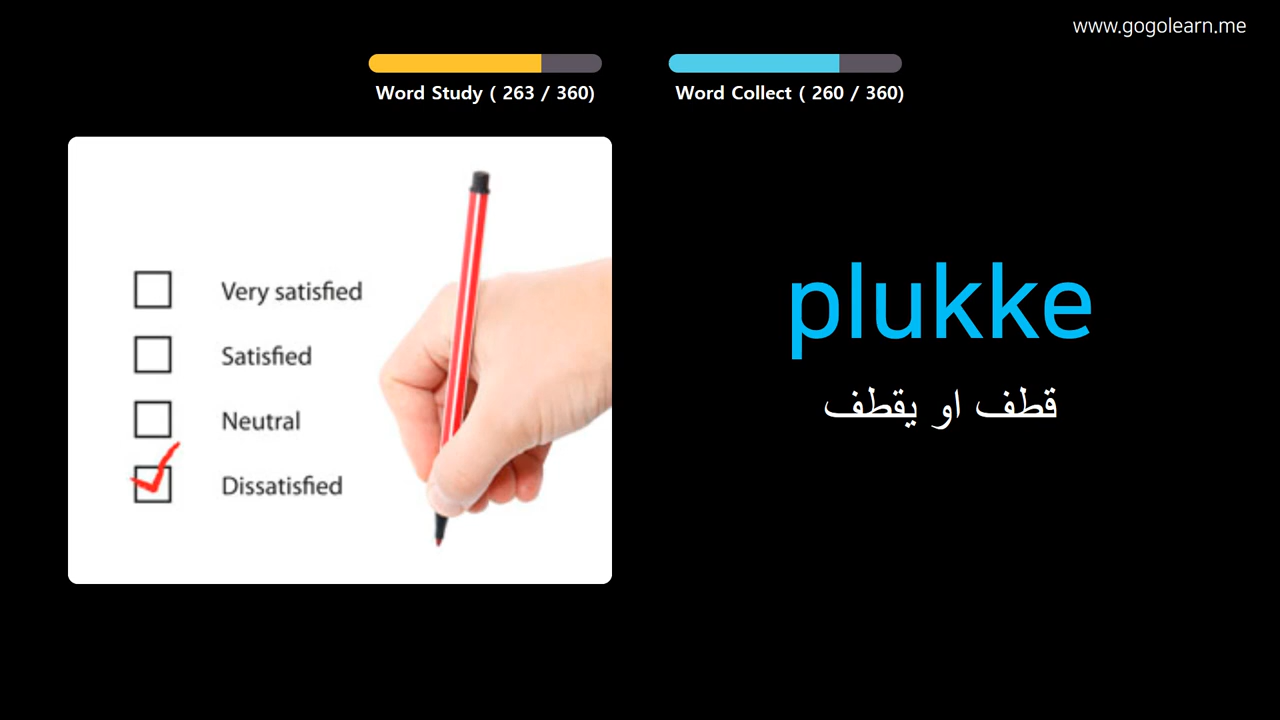 www.gogolearn.me
Word Study ( 263 / 360)
Word Collect ( 260 / 360)
Very satisfied
Satisfied
Neutral
Dissatisfied
plukke
قطف او يقطف